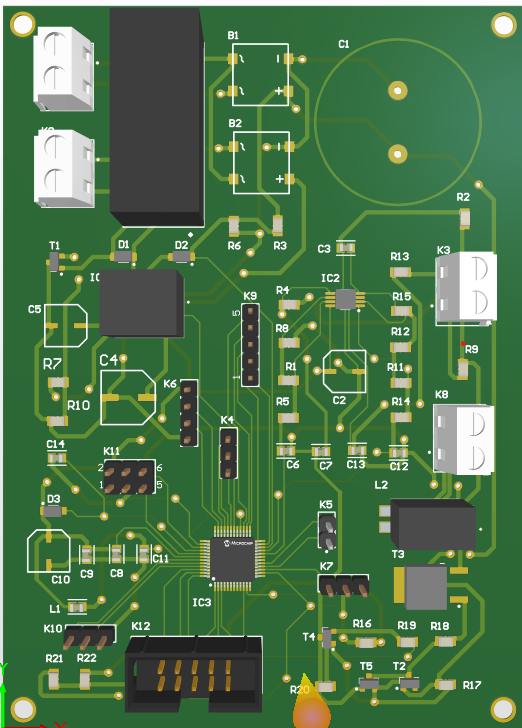 B1
C1
B2
R2
R6
R3
C3
K3
T1
D1
D2
R13
IC2
C5
R4
K9
R15
5
R8
R12
R7
C4
K6
R1
R11
R9
1
C2
R10
R5
R14
K8
K4
C14
K11
C6
C7
C13
C12
2
6
1
5
L2
D3
K5
MICROCHIP
T3
C10
C9
C8
C11
K7
IC3
L1
K10
K12
T4
R16
R19
R18
R21
R22
R20
T5
T2
R17
Y
X